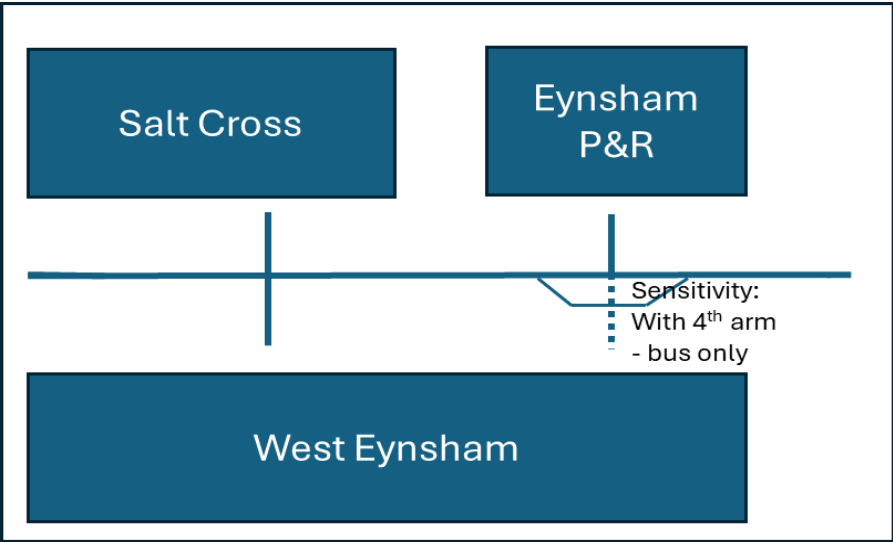 Salt Cross
Eynsham
P&R
Sensitivity:
With 4th arm
- bus only
West Eynsham